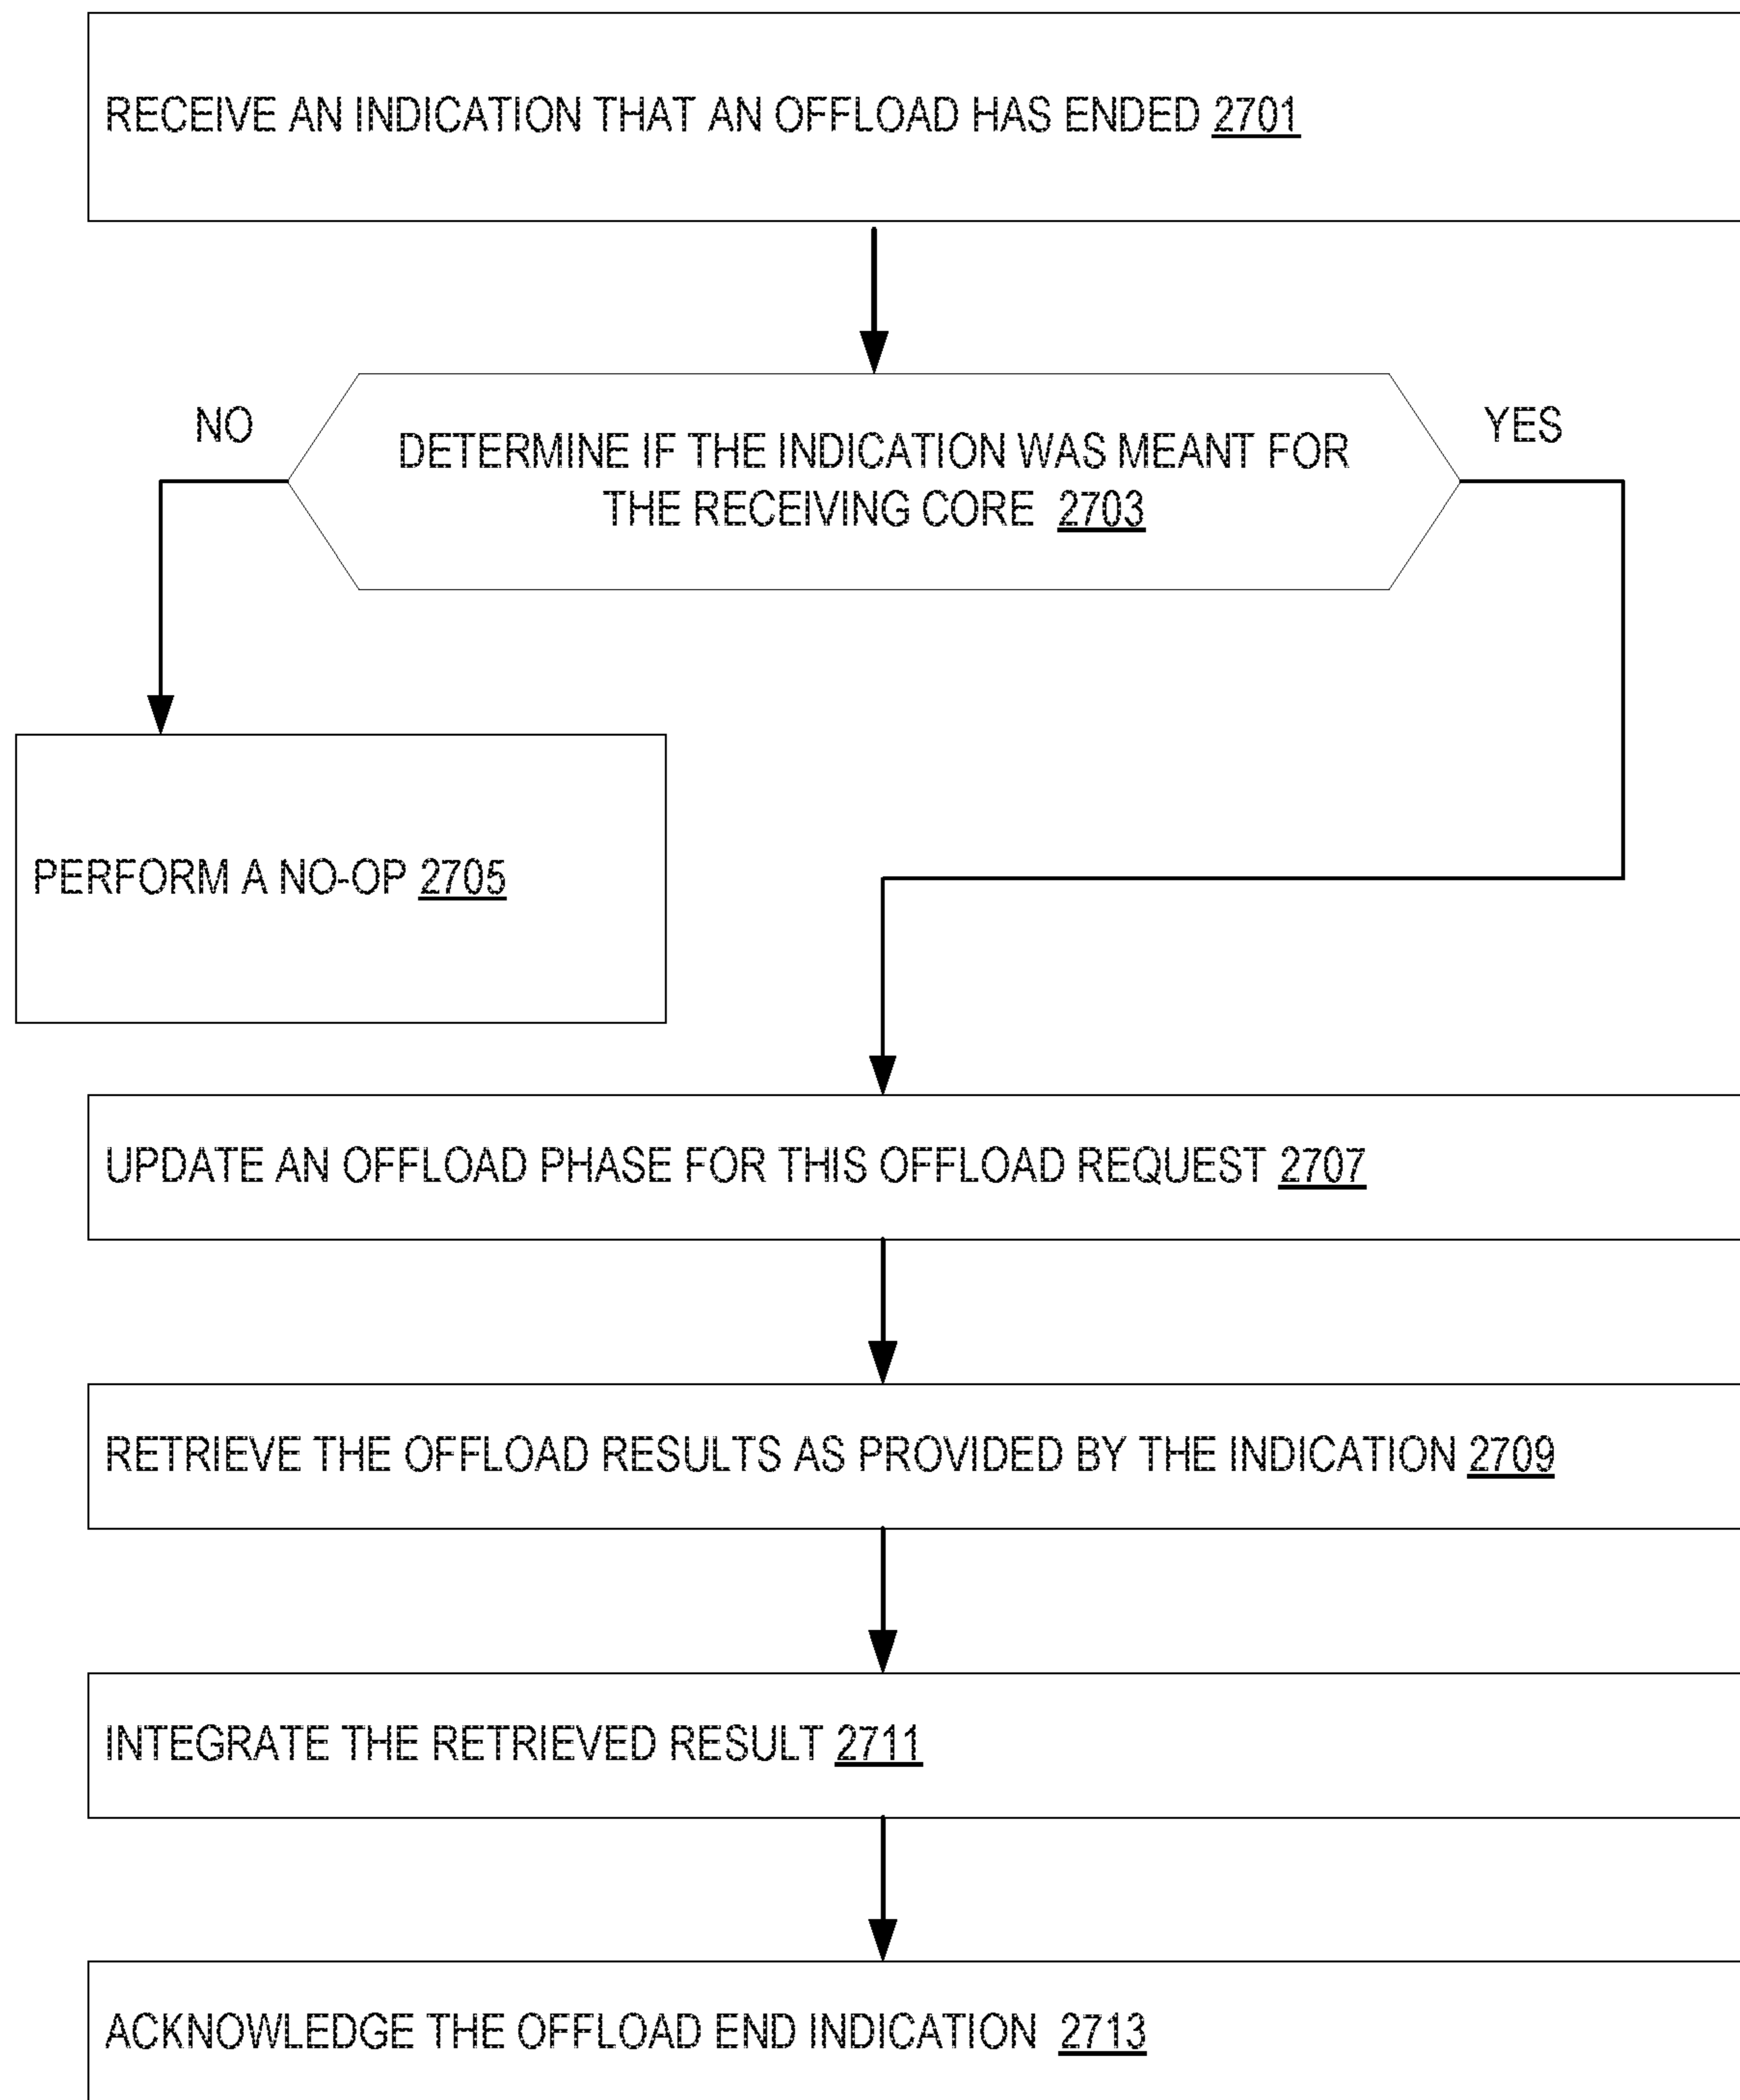 RECEIVE AN INDICATION THAT AN OFFLOAD HAS ENDED 2701
NO
YES
DETERMINE IF THE INDICATION WAS MEANT FOR
THE RECEIVING CORE 2703
PERFORM A NO-OP 2705
UPDATE AN OFFLOAD PHASE FOR THIS OFFLOAD REQUEST 2707
RETRIEVE THE OFFLOAD RESULTS AS PROVIDED BY THE INDICATION 2709
INTEGRATE THE RETRIEVED RESULT 2711
ACKNOWLEDGE THE OFFLOAD END INDICATION 2713